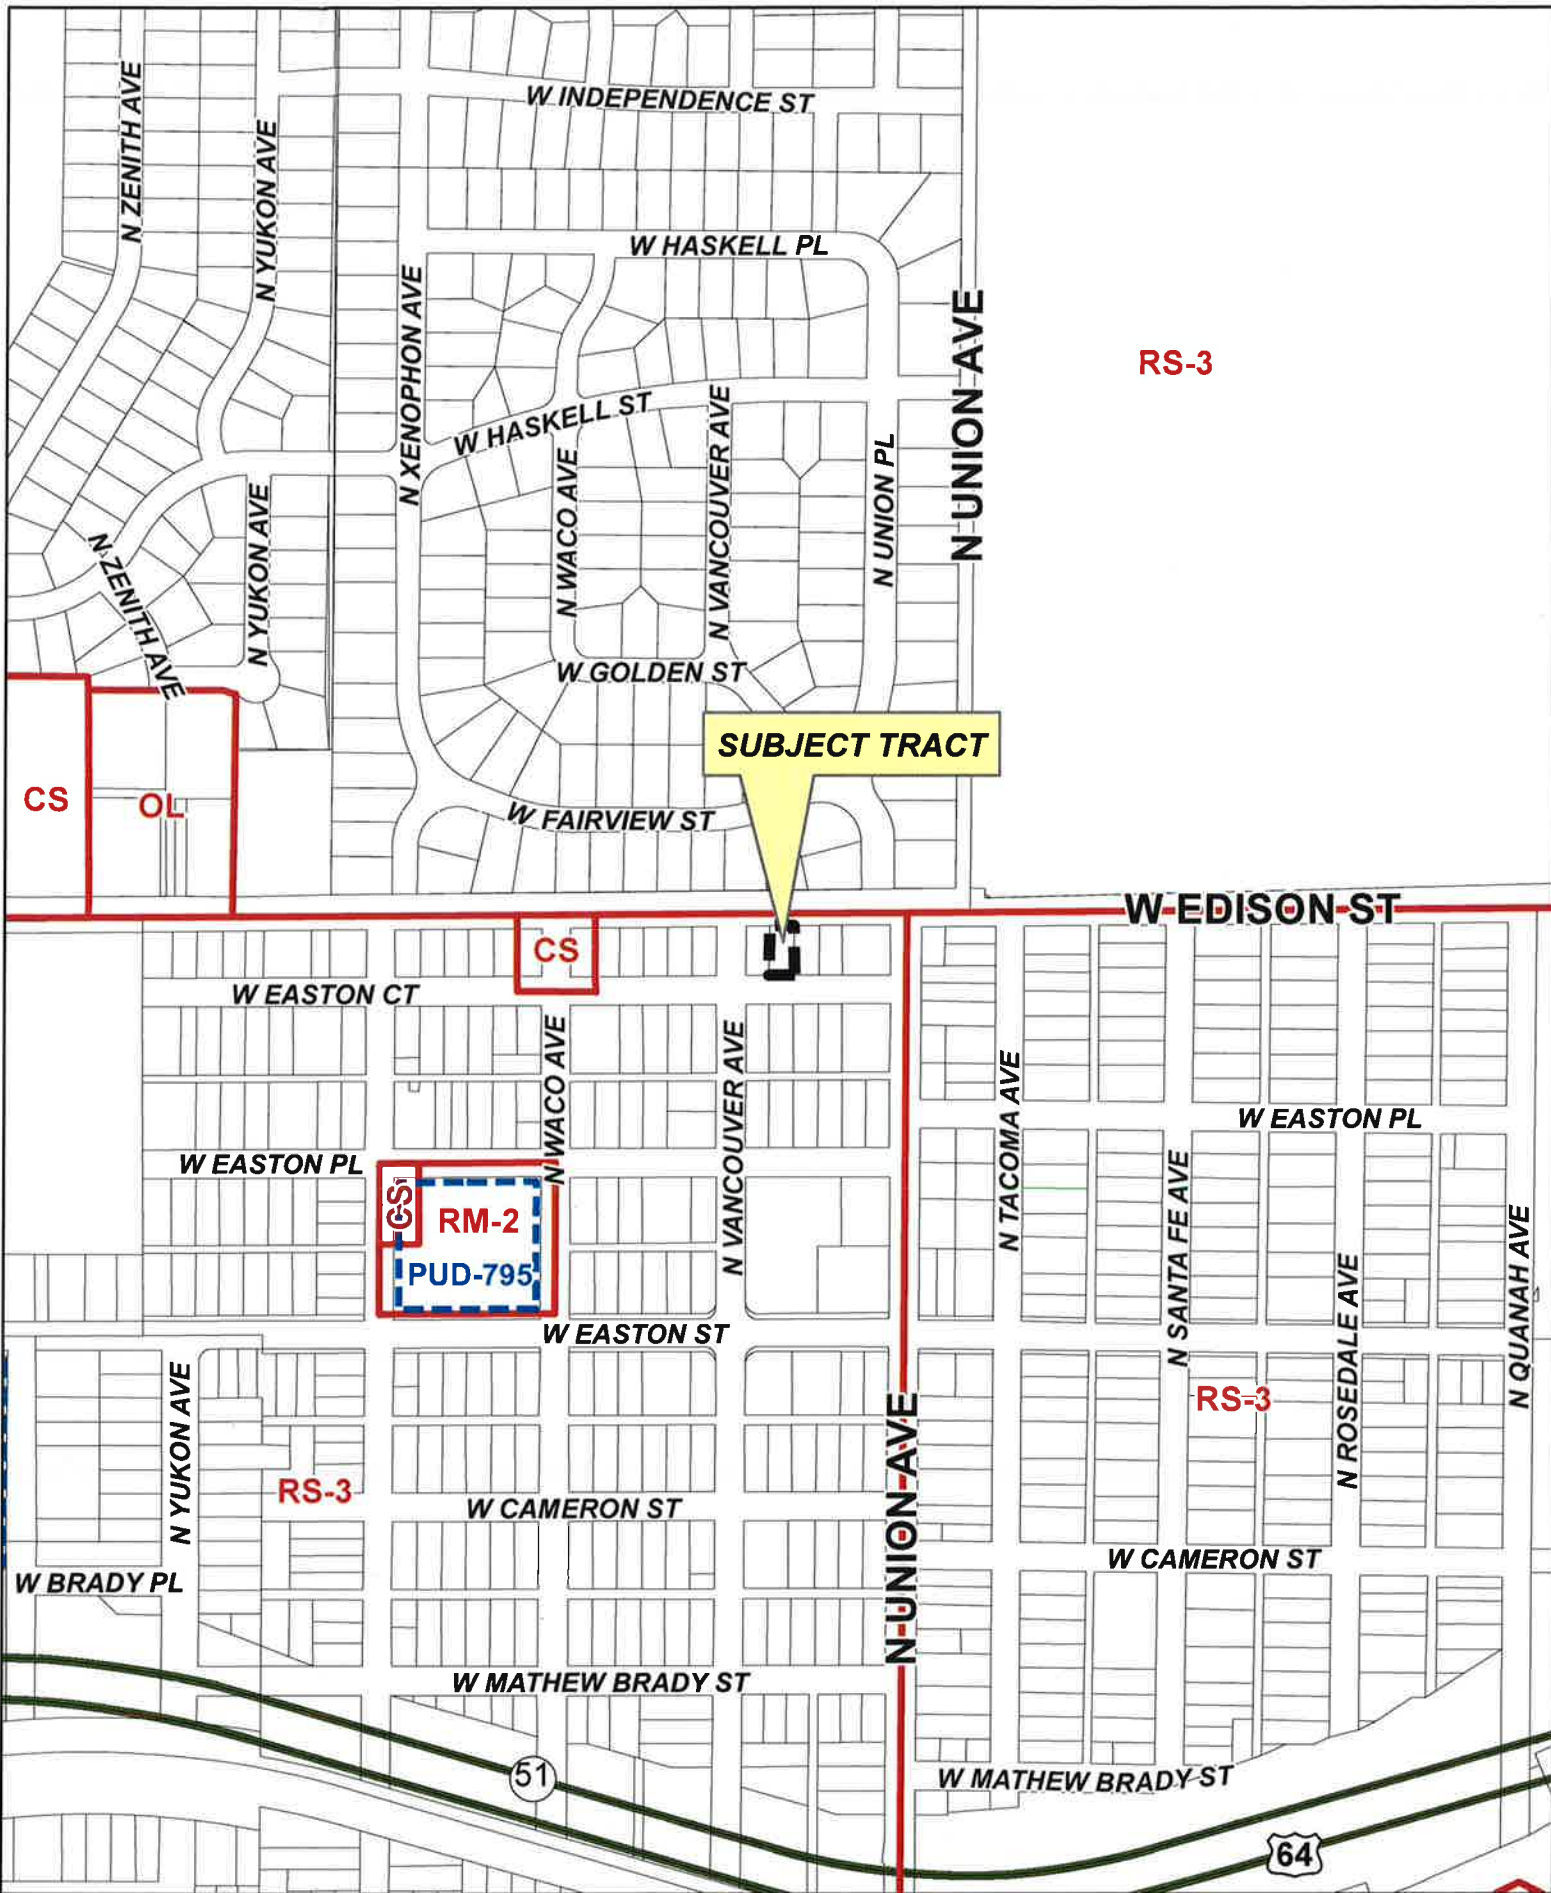 W INDEPENDENCE ST
N ZENITH AVE
N YUKON AVE
W HASKELL PL
N XENOPHON AVE
N UNION AVE
RS-3
W HASKELL ST
N VANCOUVER AVE
N UNION PL
N WACO AVE
N YUKON AVE
N ZENITH AVE
W GOLDEN ST
SUBJECT TRACT
CS
OL
W FAIRVIEW ST
W EDISON ST
CS
W EASTON CT
N WACO AVE
N VANCOUVER AVE
N TACOMA AVE
W EASTON PL
W EASTON PL
CS
RM-2
PUD-795
N SANTA FE AVE
N QUANAH AVE
N ROSEDALE AVE
W EASTON ST
N YUKON AVE
RS-3
N UNION AVE
RS-3
W CAMERON ST
W CAMERON ST
W BRADY PL
W MATHEW BRADY ST
51
W MATHEW BRADY ST
64